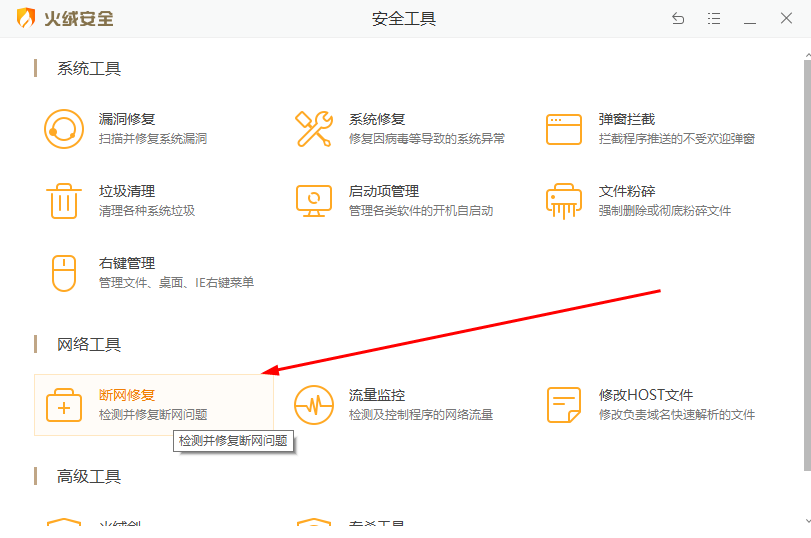 火绒安全
安全工具
系统工具
漏洞修复
扫描并修复系统漏洞
系统修复
修复因病毒等导致的系统异常
弹窗拦截
拦截程序推送的不受欢迎弹窗
垃圾清理
清理各种系统垃圾
启动项管理
管理各类软件的开机自启动
文件粉碎
强制删除或彻底粉碎文件
右键管理
管理文件、桌面、IE右键菜单
网络工具
断网修复
检测并修复断网问题
流量监控
检测及控制程序的网络流量
修改HOST文件
修改负责域名快速解析的文件
检测并修复断网问题
高级工具
火绒剑
专杀工具